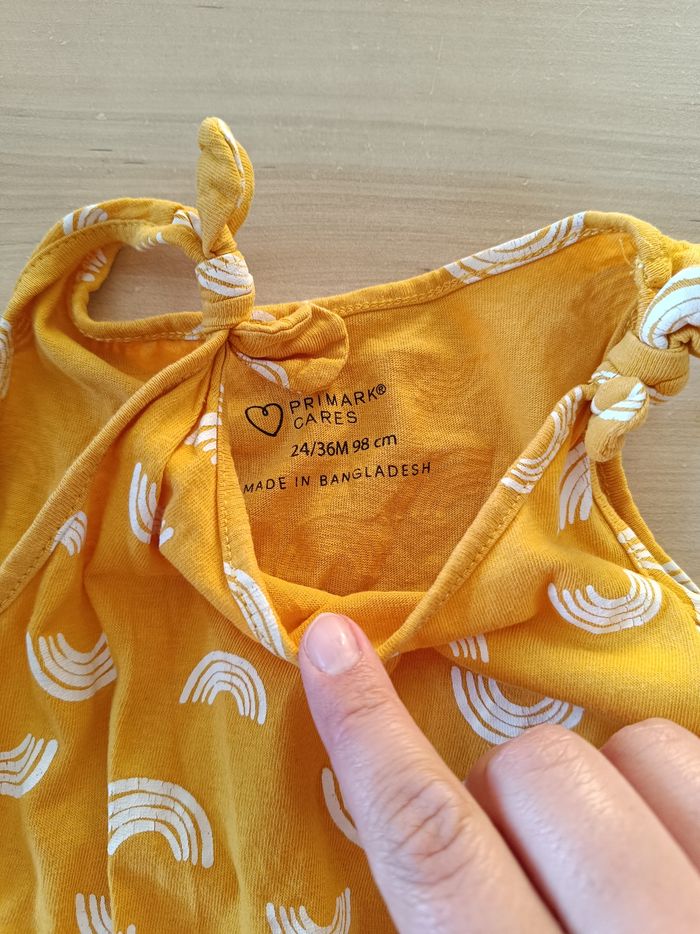 PRIMARK®
CARES
24/36M 98 cm
MADE IN BANGLADESH